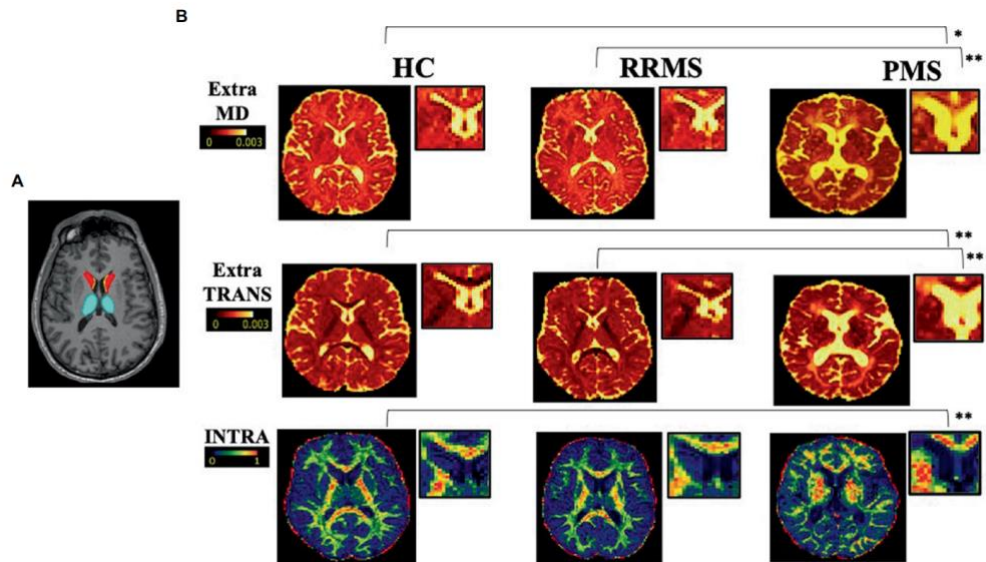 B
*
**
HC RRMS PMS
Extra
MD
0 0.003
A
**
**
Extra
TRANS
0 0.003
**
INTRA
0 1